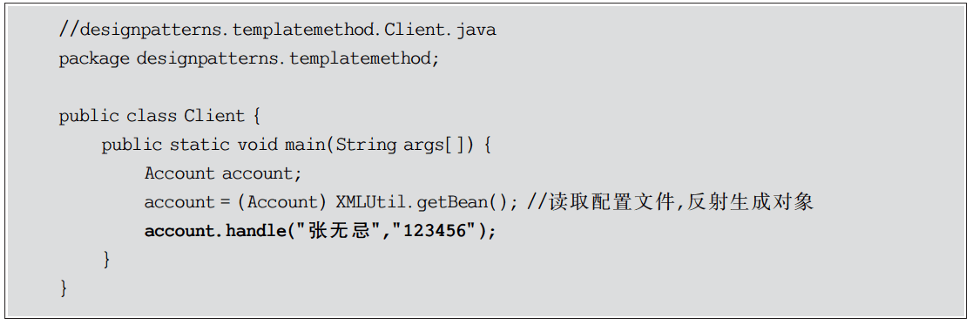 //designpatterns.templatemethod.Client.java
package designpatterns.templatemethod;
public class Client {
public static void main(String args[]) {
Account account;
account = (Account) XMLUtil.getBean(); //读取配置文件,反射生成对象
account.handle("张无忌","123456");
}
}